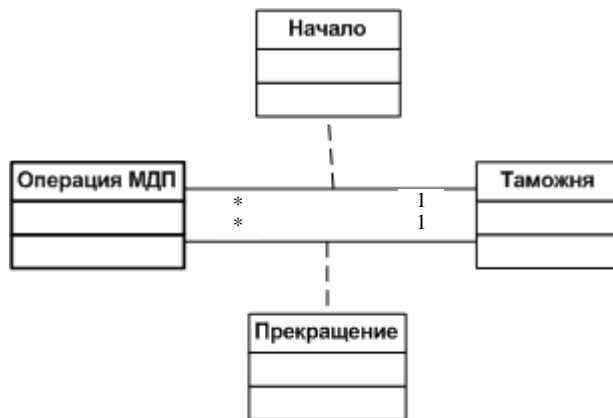 Начало
Операция МДП
Таможня
* 1
* 1
Прекращение